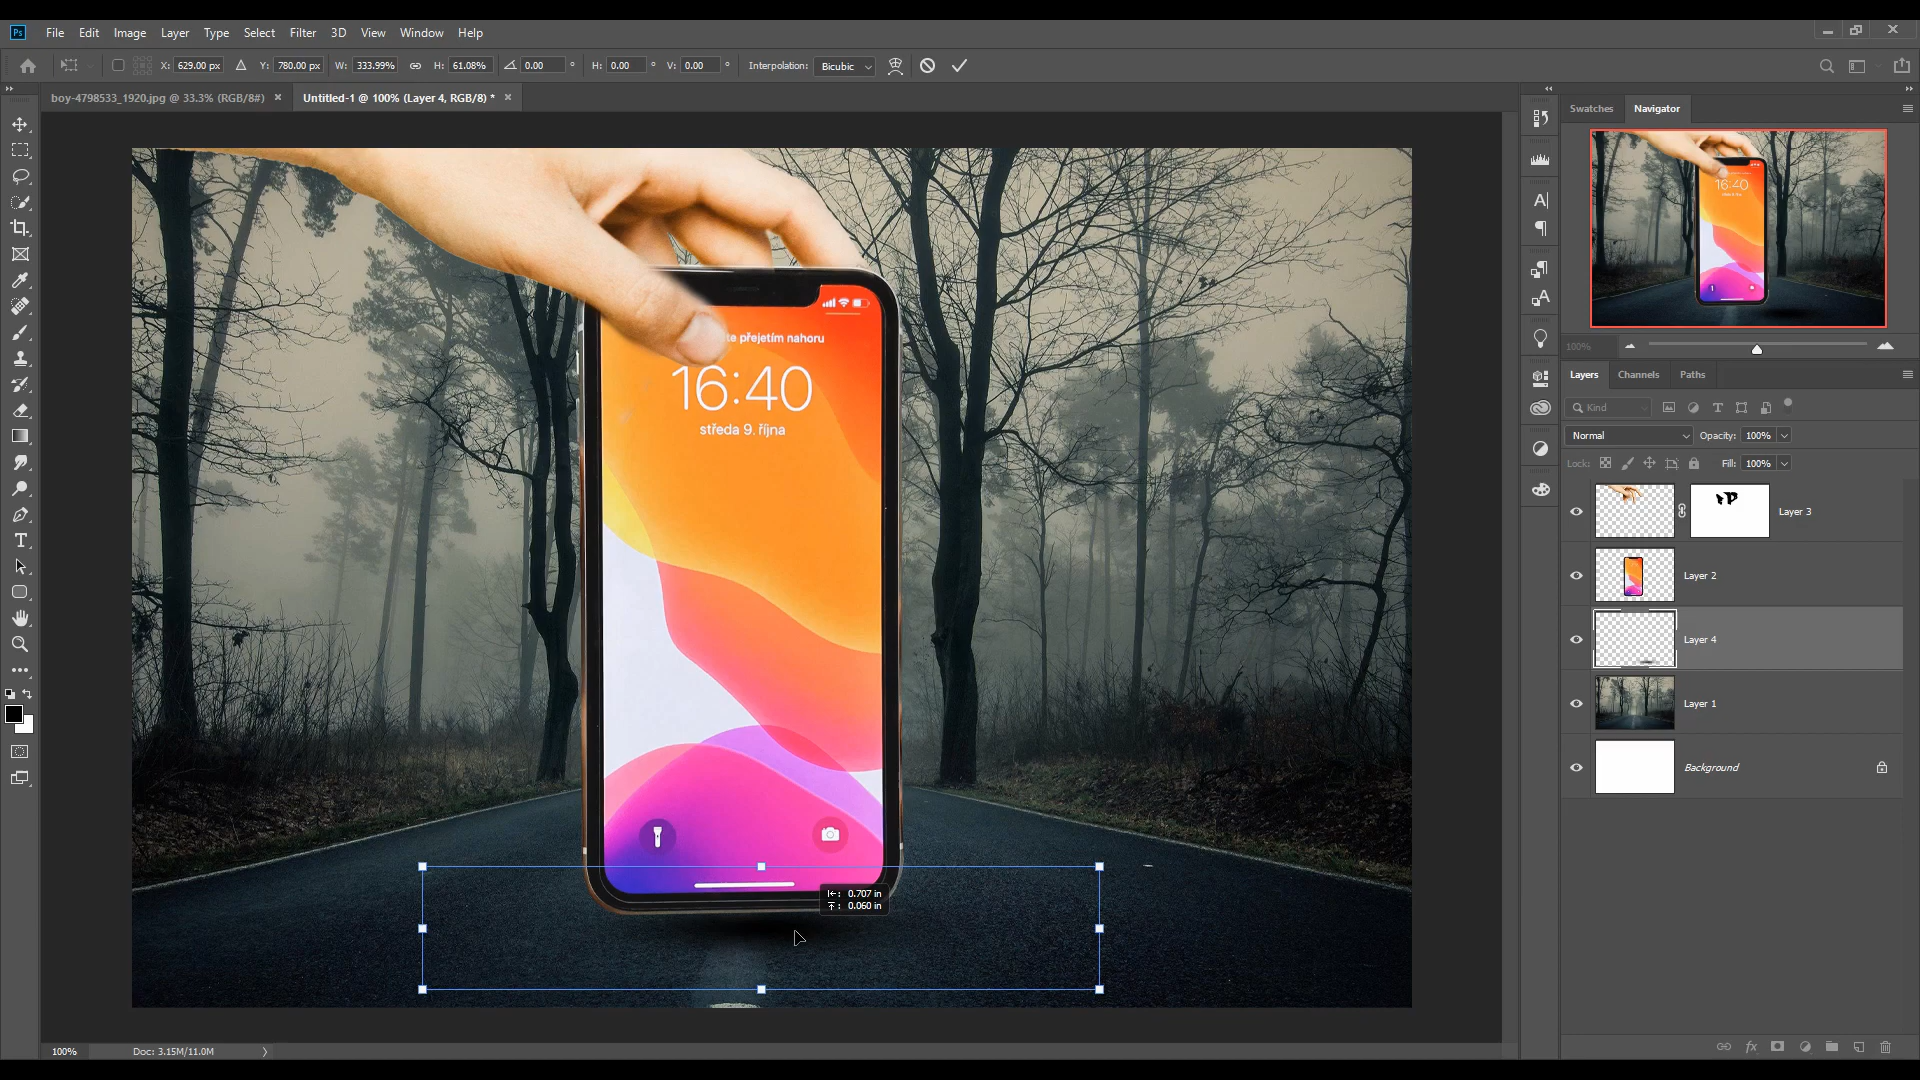 Ps File Edit Image Layer Type Select Filter 3D View Window Help
X: 629.00 px Y: 780.00 px W: 333.99% H: 61.08% 0.00 ° H: 0.00 ° V: 0.00 ° Interpolation: Bicubic
boy-4798533_1920.jpg @ 33.3% (RGB/8#) × Untitled-1 @ 100% (Layer 4, RGB/8) * ×
Swatches Navigator
16:40
100%
Layers Channels Paths
Kind
Normal Opacity: 100%
Lock: Fill: 100%
Layer 3
Layer 2
Layer 4
Layer 1
Background
přejetím nahoru
16:40
středa 9. října
0.707 in
0.060 in
100% Doc: 3.15M/11.0M